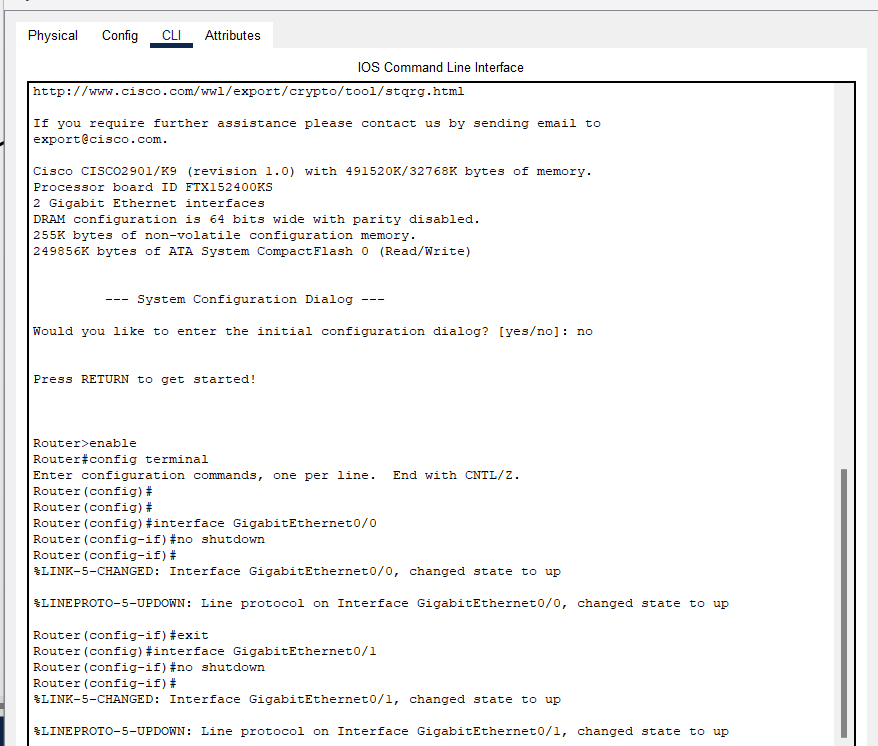 Physical Config CLI Attributes
IOS Command Line Interface
http://www.cisco.com/wwl/export/crypto/tool/stqrg.html
If you require further assistance please contact us by sending email to
export@cisco.com.
Cisco CISCO2901/K9 (revision 1.0) with 491520K/32768K bytes of memory.
Processor board ID FTX152400KS
2 Gigabit Ethernet interfaces
DRAM configuration is 64 bits wide with parity disabled.
255K bytes of non-volatile configuration memory.
249856K bytes of ATA System CompactFlash 0 (Read/Write)
--- System Configuration Dialog ---
Would you like to enter the initial configuration dialog? [yes/no]: no
Press RETURN to get started!
Router>enable
Router#config terminal
Enter configuration commands, one per line.  End with CNTL/Z.
Router(config)#
Router(config)#
Router(config)#interface GigabitEthernet0/0
Router(config-if)#no shutdown
Router(config-if)#
%LINK-5-CHANGED: Interface GigabitEthernet0/0, changed state to up
%LINEPROTO-5-UPDOWN: Line protocol on Interface GigabitEthernet0/0, changed state to up
Router(config-if)#exit
Router(config)#interface GigabitEthernet0/1
Router(config-if)#no shutdown
Router(config-if)#
%LINK-5-CHANGED: Interface GigabitEthernet0/1, changed state to up
%LINEPROTO-5-UPDOWN: Line protocol on Interface GigabitEthernet0/1, changed state to up